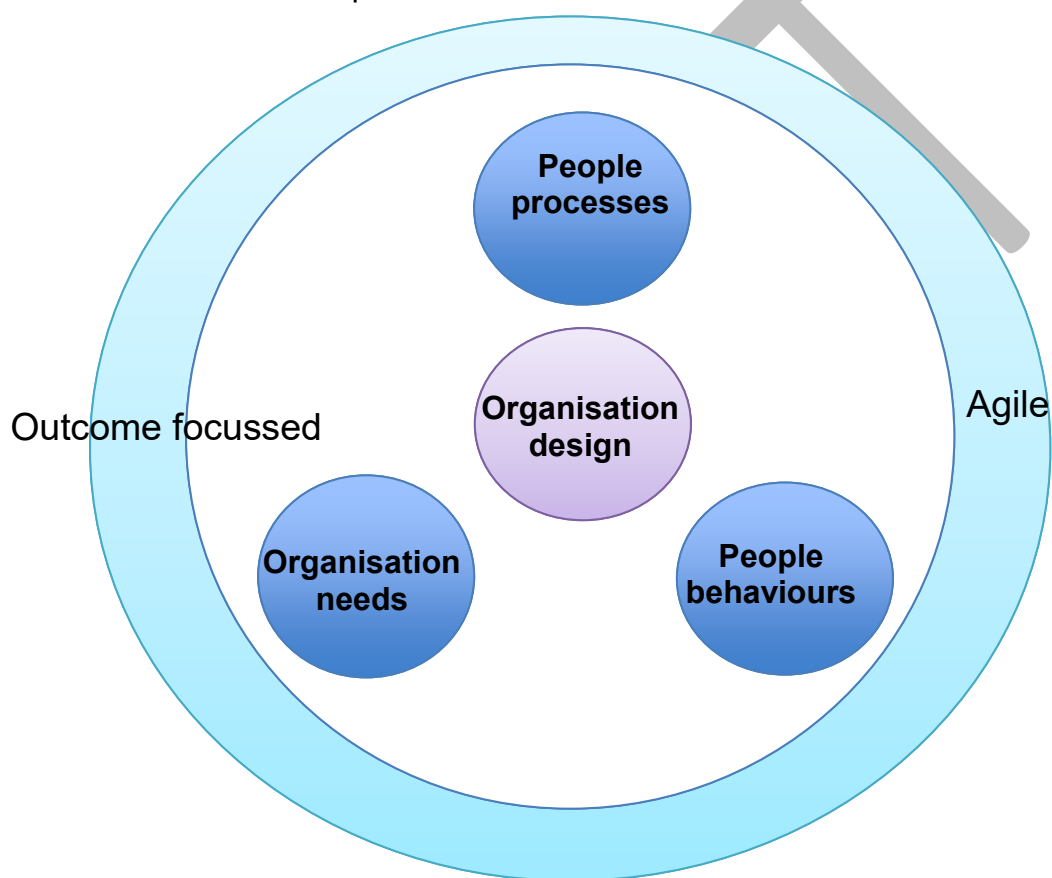 People
processes
Organisation
design
Outcome focussed
Agile
Organisation
needs
People
behaviours